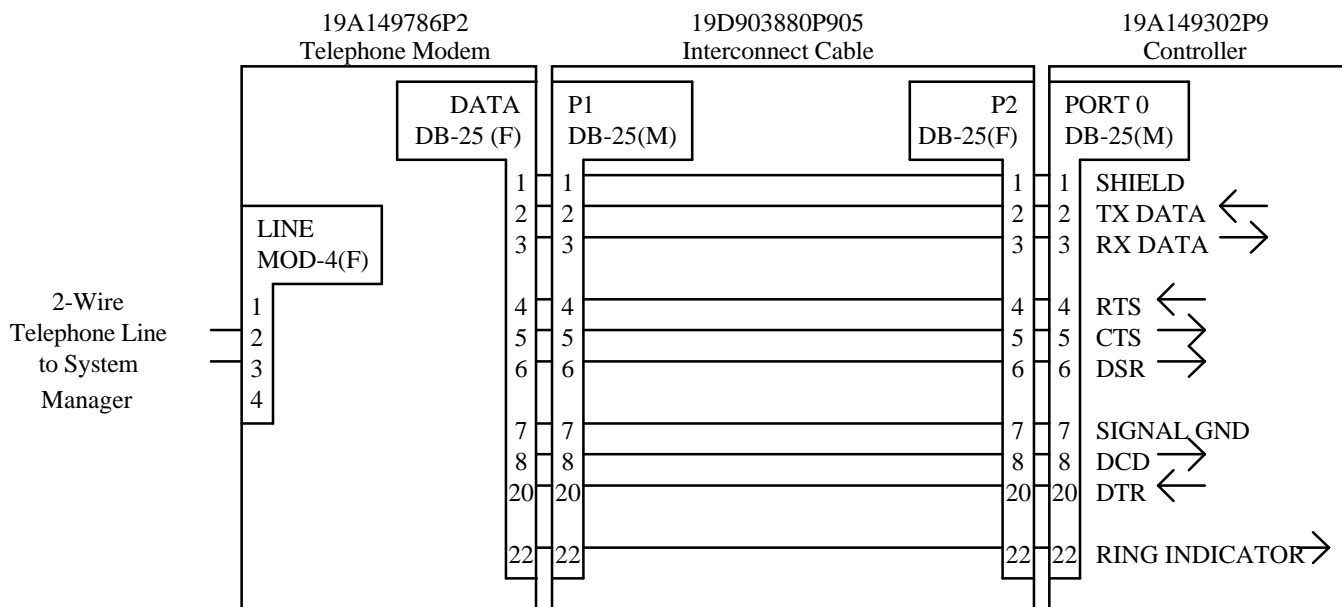 19A149786P2
Telephone Modem
19D903880P905
Interconnect Cable
19A149302P9
Controller
DATA
DB-25 (F)
P1
DB-25(M)
P2
DB-25(F)
PORT 0
DB-25(M)
LINE
MOD-4(F)
1
2
3
4
2-Wire
Telephone Line
to System
Manager
1 1 1 1 SHIELD
2 2 2 2 TX DATA
3 3 3 3 RX DATA
4 4 4 4 RTS
5 5 5 5 CTS
6 6 6 6 DSR
7 7 7 7 SIGNAL GND
8 8 8 8 DCD
20 20 20 20 DTR
22 22 22 22 RING INDICATOR